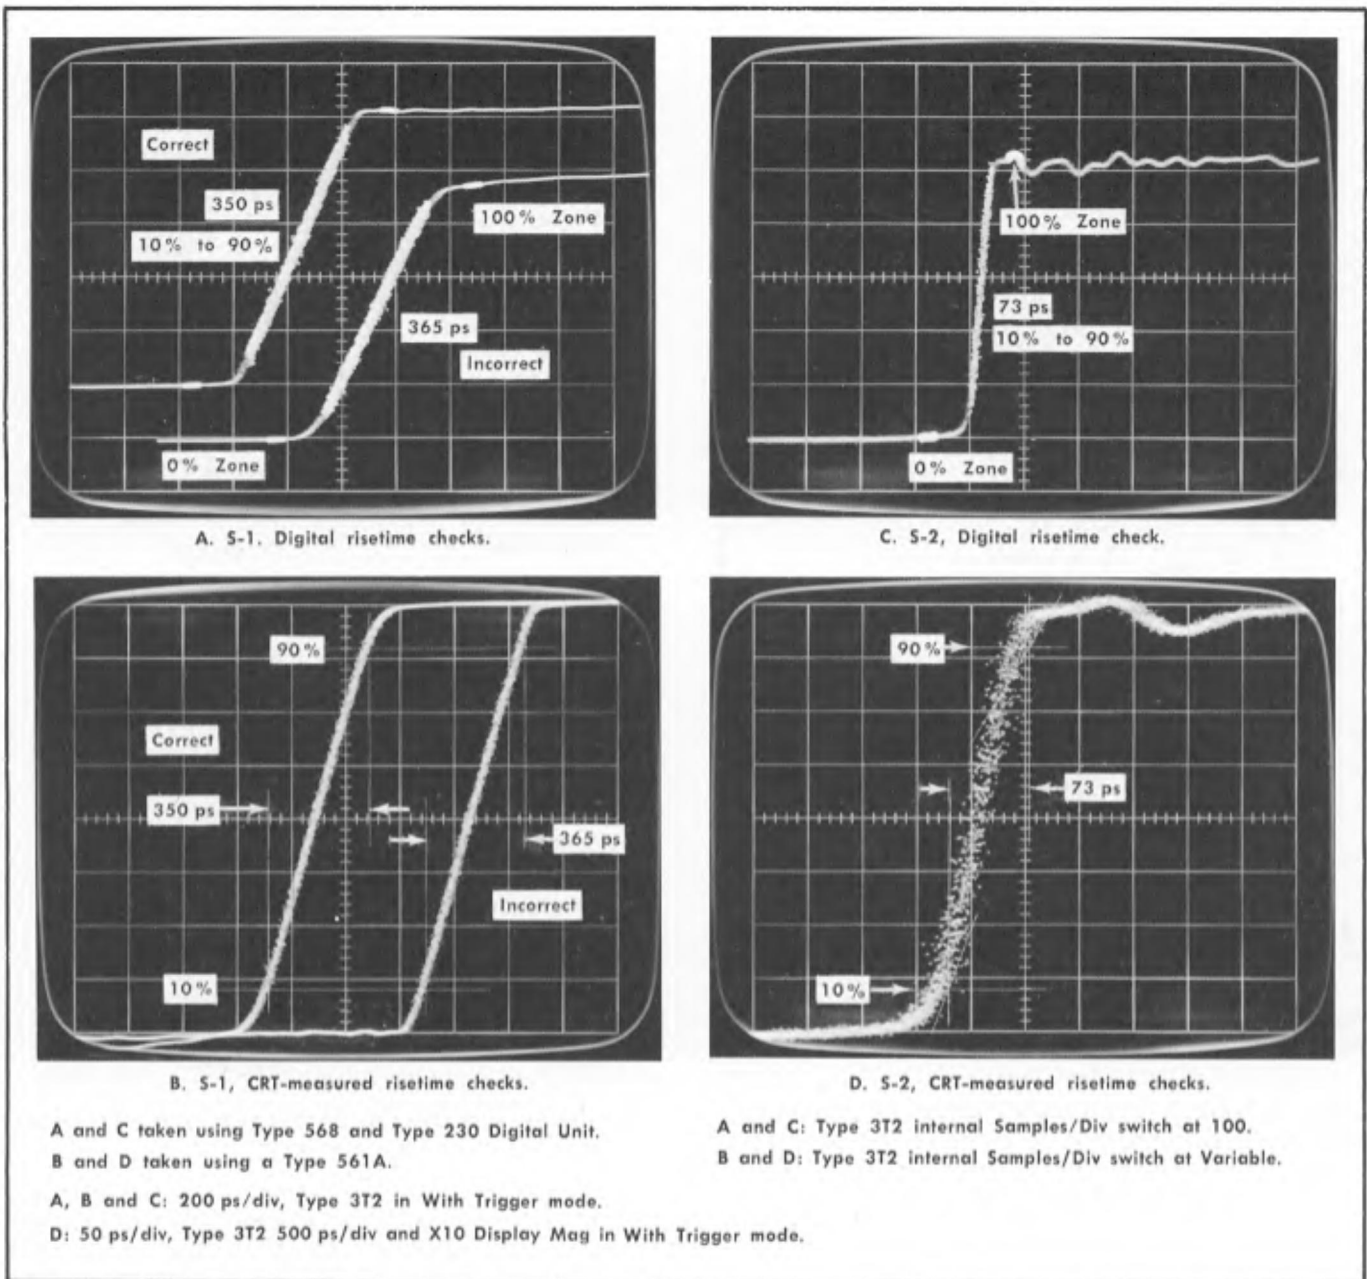 Correct
350 ps
10% to 90%
100% Zone
365 ps
Incorrect
0% Zone
A. S-1. Digital risetime checks.
100% Zone
73 ps
10% to 90%
0% Zone
C. S-2, Digital risetime check.
90%
Correct
350 ps
365 ps
Incorrect
10%
B. S-1, CRT-measured risetime checks.
90%
73 ps
10%
D. S-2, CRT-measured risetime checks.
A and C taken using Type 568 and Type 230 Digital Unit.
B and D taken using a Type 561A.
A, B and C: 200 ps/div, Type 3T2 in With Trigger mode.
D: 50 ps/div, Type 3T2 500 ps/div and X10 Display Mag in With Trigger mode.
A and C: Type 3T2 internal Samples/Div switch at 100.
B and D: Type 3T2 internal Samples/Div switch at Variable.